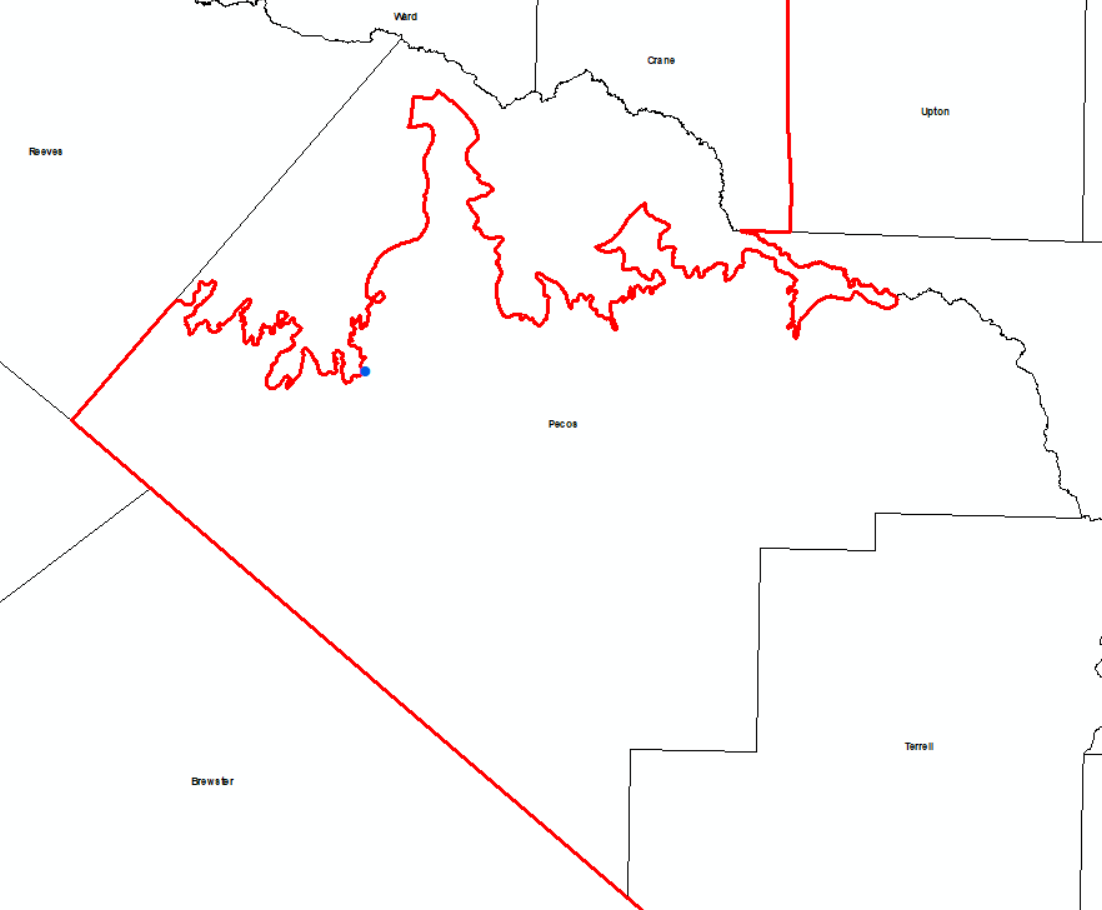 Ward
Crane
Upton
Reeves
Pecos
Terrell
Brewster